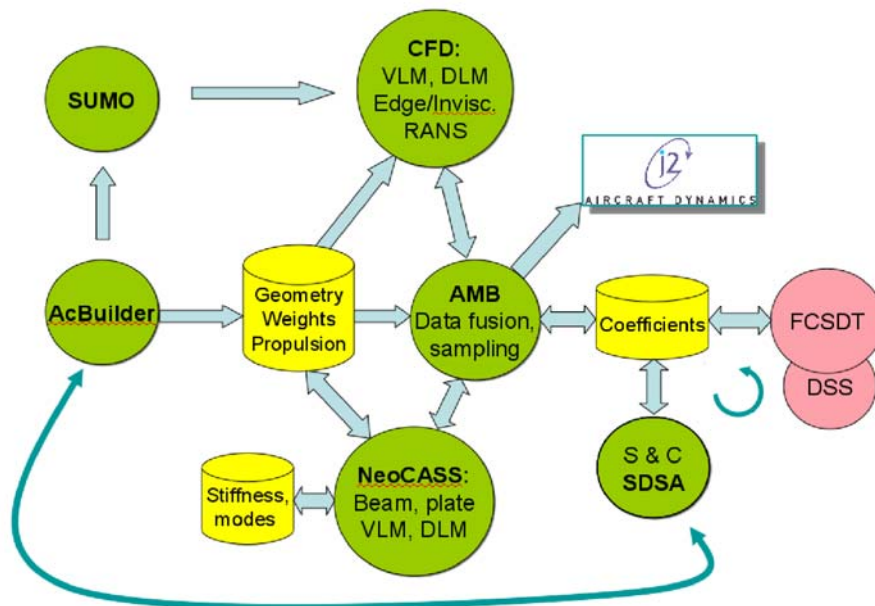 CFD:
VLM, DLM
Edge/Invisc.
RANS
SUMO
j2
AIRCRAFT DYNAMICS
AcBuilder
Geometry
Weights
Propulsion
AMB
Data fusion,
sampling
Coefficients
FCSDT
DSS
S & C
SDSA
NeoCASS:
Beam, plate
VLM, DLM
Stiffness,
modes